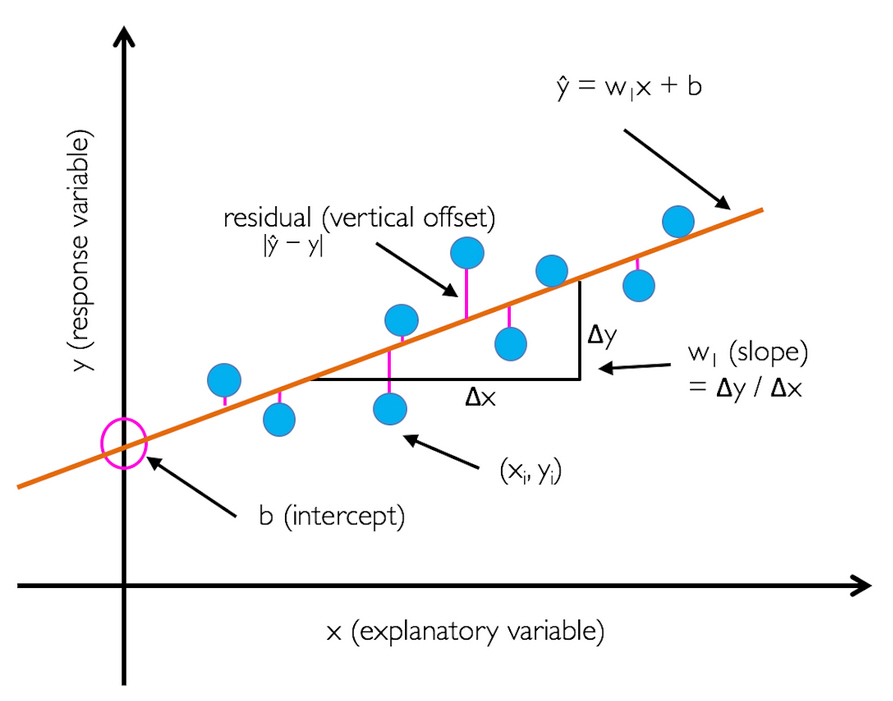 ŷ = w₁x + b
y (response variable)
residual (vertical offset)
|ŷ − y|
Δy
w₁ (slope)
= Δy / Δx
Δx
(xᵢ, yᵢ)
b (intercept)
x (explanatory variable)